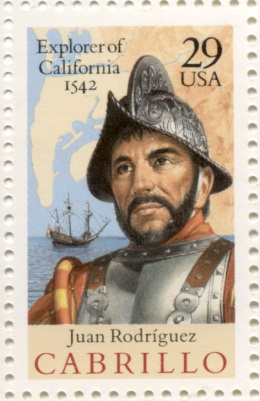 Explorer of
California
1542
29
USA
Juan Rodríguez
CABRILLO